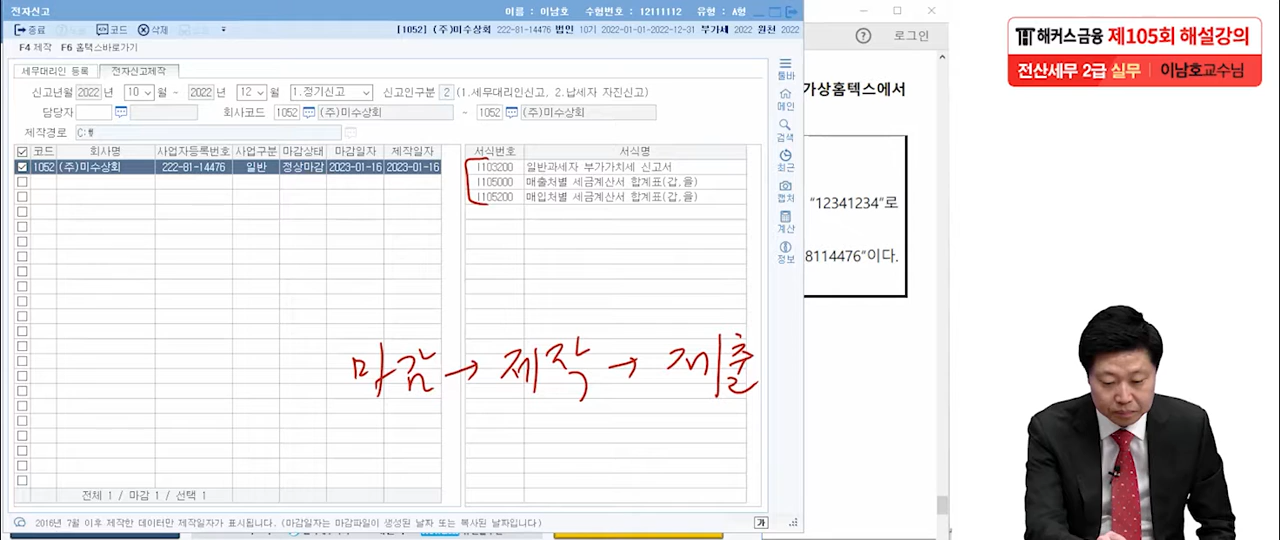 전자신고
이름 : 이남호 수험번호 : 12111112 유형 : A형
종료 코드 삭제
[1052] (주)미수상회 222-81-14476 법인 10기 2022-01-01~2022-12-31 부가세 2022 원천 2022
F4 제작 F6 홈텍스바로가기
세무대리인 등록 전자신고제작
신고년월 2022 년 10 월 ~ 2022 년 12 월 1.정기신고 신고인구분 2 (1.세무대리인신고, 2.납세자 자진신고)
담당자 회사코드 1052 (주)미수상회 - 1052 (주)미수상회
제작경로 C:₩
코드 회사명 사업자등록번호 사업구분 마감상태 마감일자 제작일자
1052 (주)미수상회 222-81-14476 일반 정상마감 2023-01-16 2023-01-16
전체 1 / 마감 1 / 선택 1
서식번호 서식명
I103200 일반과세자 부가가치세 신고서
I105000 매출처별 세금계산서 합계표(갑,을)
I105200 매입처별 세금계산서 합계표(갑,을)
마감 → 제작 → 제출
2016년 7월 이후 제작한 데이터만 제작일자가 표시됩니다. (마감일자는 마감파일이 생성된 날짜 또는 복사된 날짜입니다)
가
툴바
메인
검색
최근
캡처
계산
정보
로그인
가상홈텍스에서
"12341234"로
8114476"이다.
해커스금융 제105회 해설강의
전산세무 2급 실무 이남호교수님